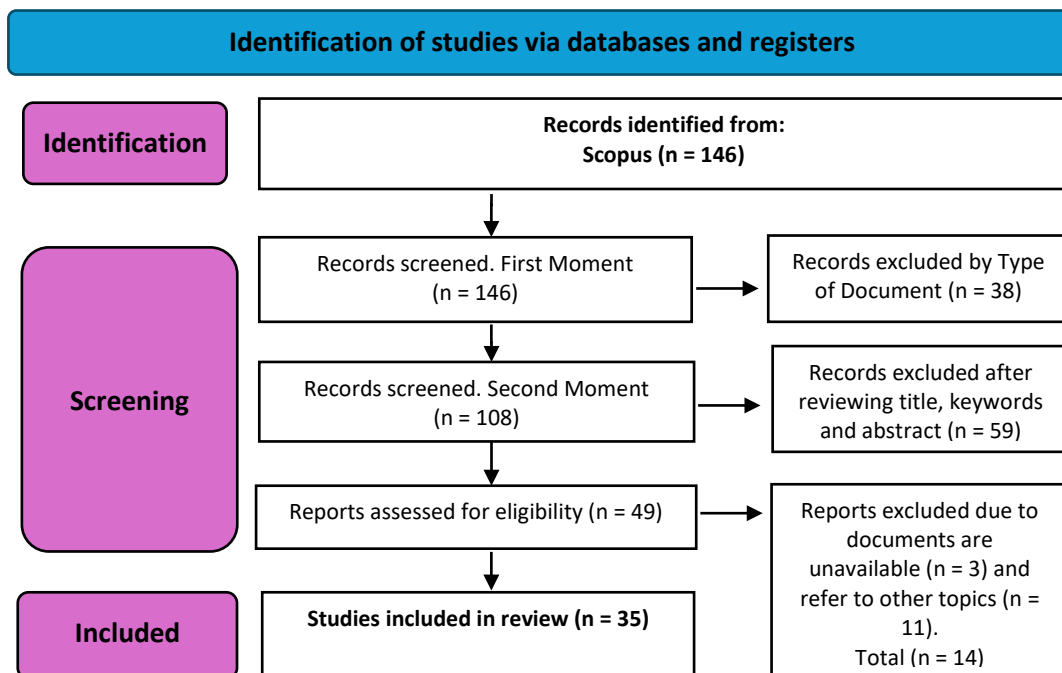 Identification of studies via databases and registers
Identification
Records identified from:
Scopus (n = 146)
Screening
Records screened. First Moment
(n = 146)
Records excluded by Type
of Document (n = 38)
Records screened. Second Moment
(n = 108)
Records excluded after
reviewing title, keywords
and abstract (n = 59)
Reports assessed for eligibility (n = 49)
Reports excluded due to
documents are
unavailable (n = 3) and
refer to other topics (n =
11).
Total (n = 14)
Included
Studies included in review (n = 35)